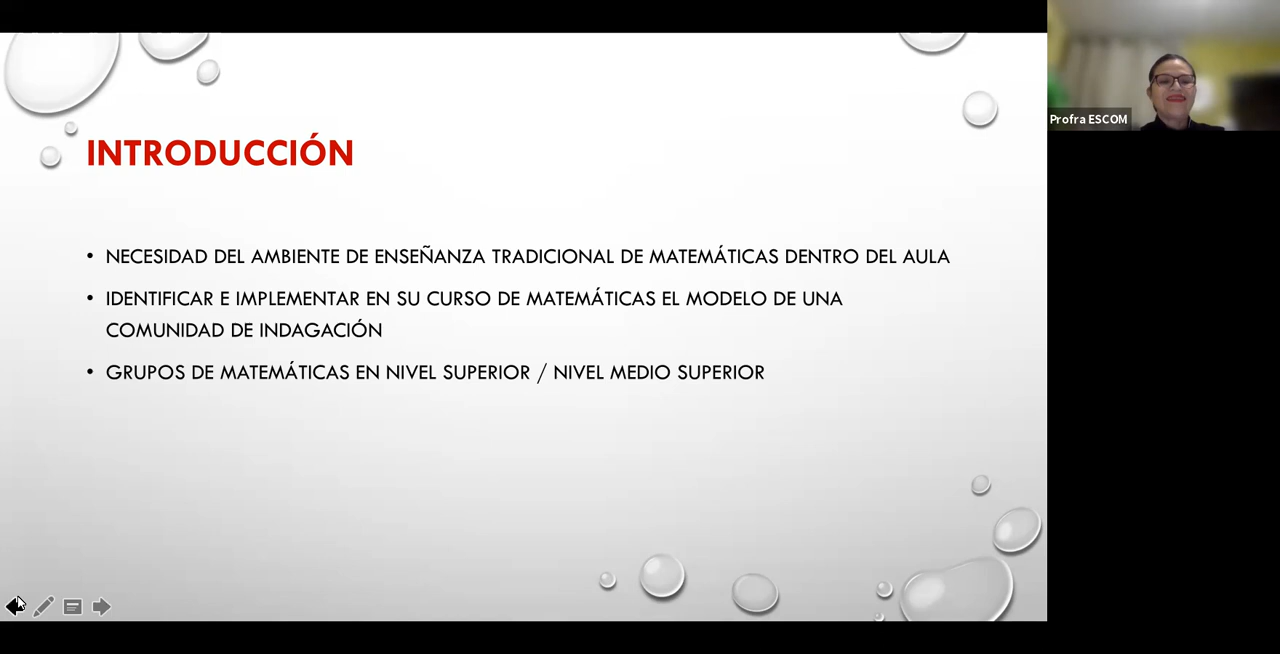 INTRODUCCIÓN
• NECESIDAD DEL AMBIENTE DE ENSEÑANZA TRADICIONAL DE MATEMÁTICAS DENTRO DEL AULA
• IDENTIFICAR E IMPLEMENTAR EN SU CURSO DE MATEMÁTICAS EL MODELO DE UNA
COMUNIDAD DE INDAGACIÓN
• GRUPOS DE MATEMÁTICAS EN NIVEL SUPERIOR / NIVEL MEDIO SUPERIOR
Profra ESCOM